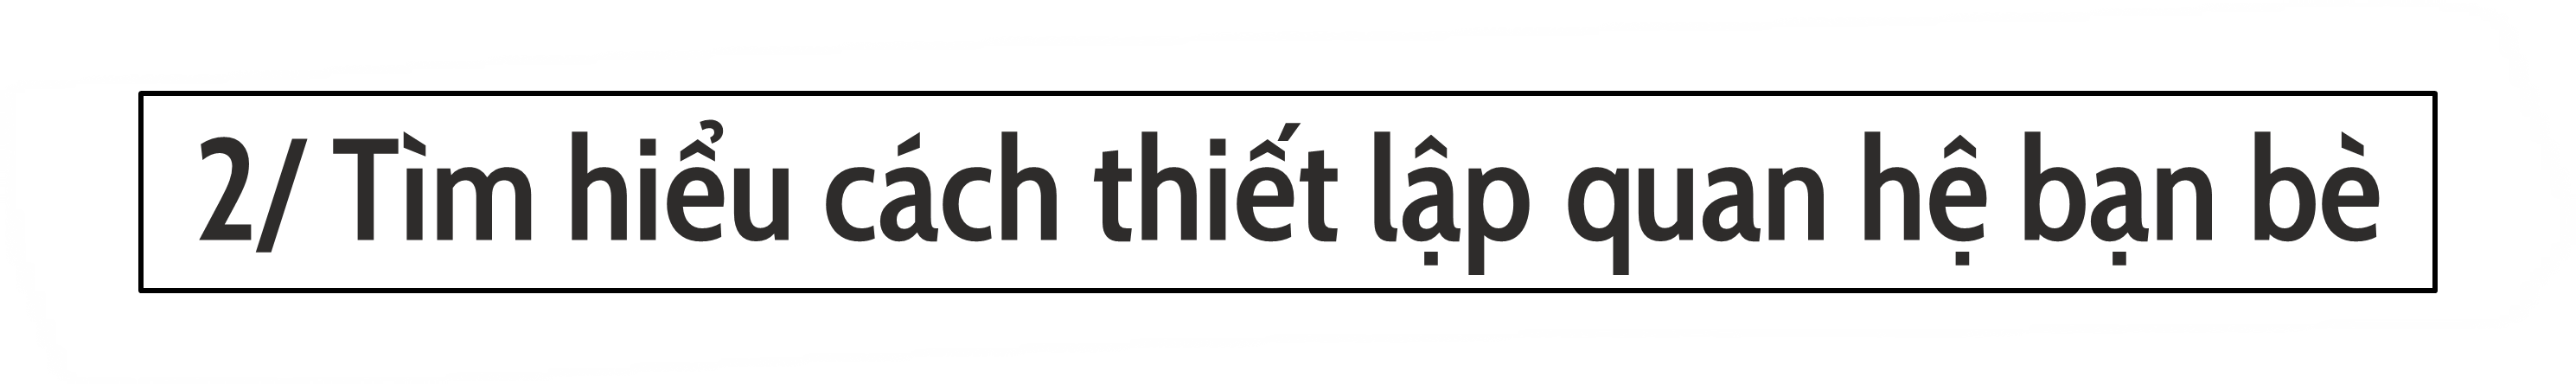 2/ Tìm hiểu cách thiết lập quan hệ bạn bè